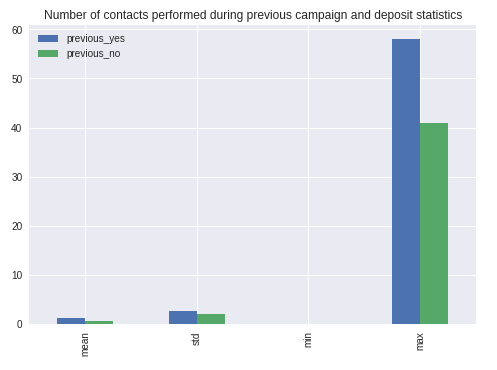 Number of contacts performed during previous campaign and deposit statistics
previous_yes
previous_no
60
50
40
30
20
10
0
mean
std
min
max